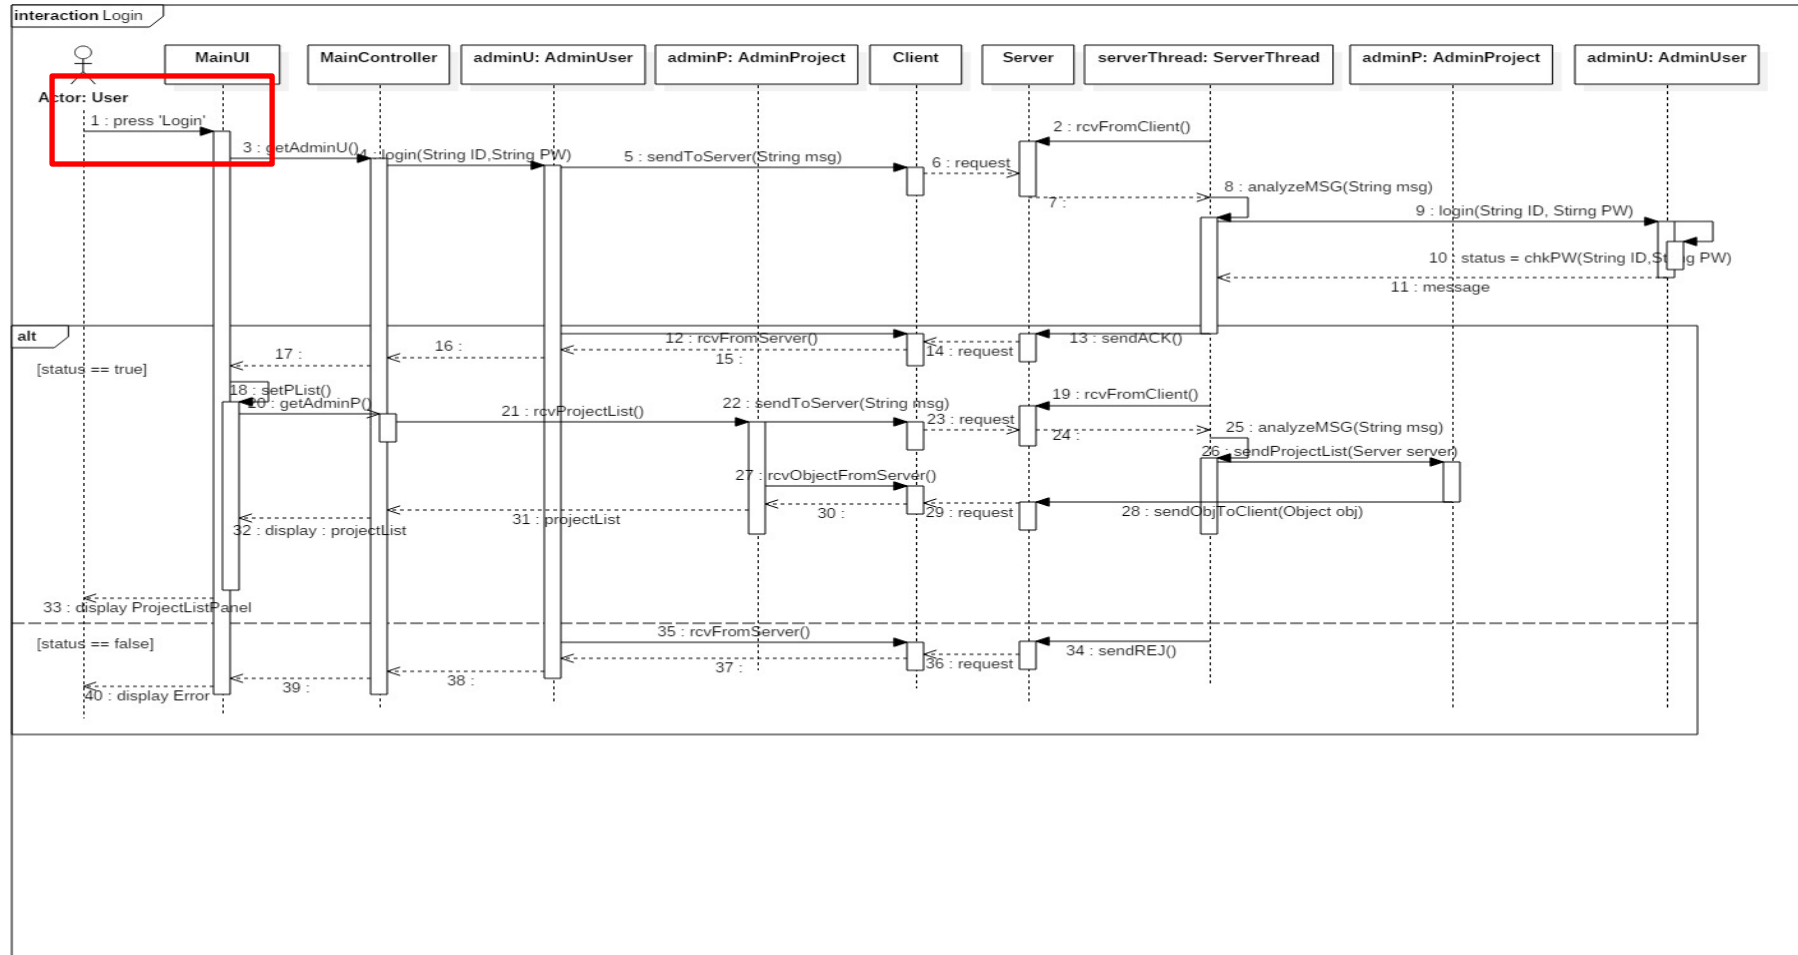 interaction Login
MainUI
MainController
adminU: AdminUser
adminP: AdminProject
Client
Server
serverThread: ServerThread
adminP: AdminProject
adminU: AdminUser
Actor: User
1 : press 'Login'
2 : rcvFromClient()
3 : getAdminU()
4 : login(String ID,String PW)
5 : sendToServer(String msg)
6 : request
7 :
8 : analyzeMSG(String msg)
9 : login(String ID, Stirng PW)
10 : status = chkPW(String ID,String PW)
11 : message
alt
[status == true]
12 : rcvFromServer()
13 : sendACK()
14 : request
15 :
16 :
17 :
18 : setPList()
19 : rcvFromClient()
20 : getAdminP()
21 : rcvProjectList()
22 : sendToServer(String msg)
23 : request
24 :
25 : analyzeMSG(String msg)
26 : sendProjectList(Server server)
27 : rcvObjectFromServer()
28 : sendObjToClient(Object obj)
29 : request
30 :
31 : projectList
32 : display : projectList
33 : display ProjectListPanel
[status == false]
34 : sendREJ()
35 : rcvFromServer()
36 : request
37 :
38 :
39 :
40 : display Error